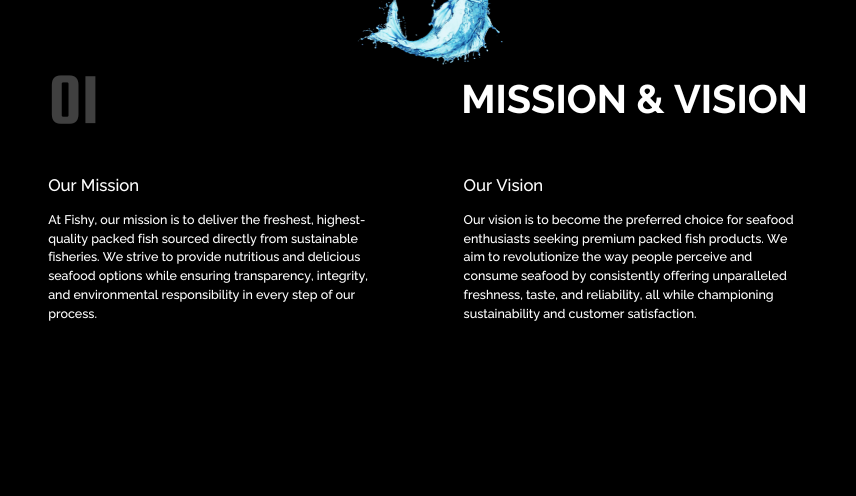 01
MISSION & VISION
Our Mission
At Fishy, our mission is to deliver the freshest, highest-
quality packed fish sourced directly from sustainable
fisheries. We strive to provide nutritious and delicious
seafood options while ensuring transparency, integrity,
and environmental responsibility in every step of our
process.
Our Vision
Our vision is to become the preferred choice for seafood
enthusiasts seeking premium packed fish products. We
aim to revolutionize the way people perceive and
consume seafood by consistently offering unparalleled
freshness, taste, and reliability, all while championing
sustainability and customer satisfaction.